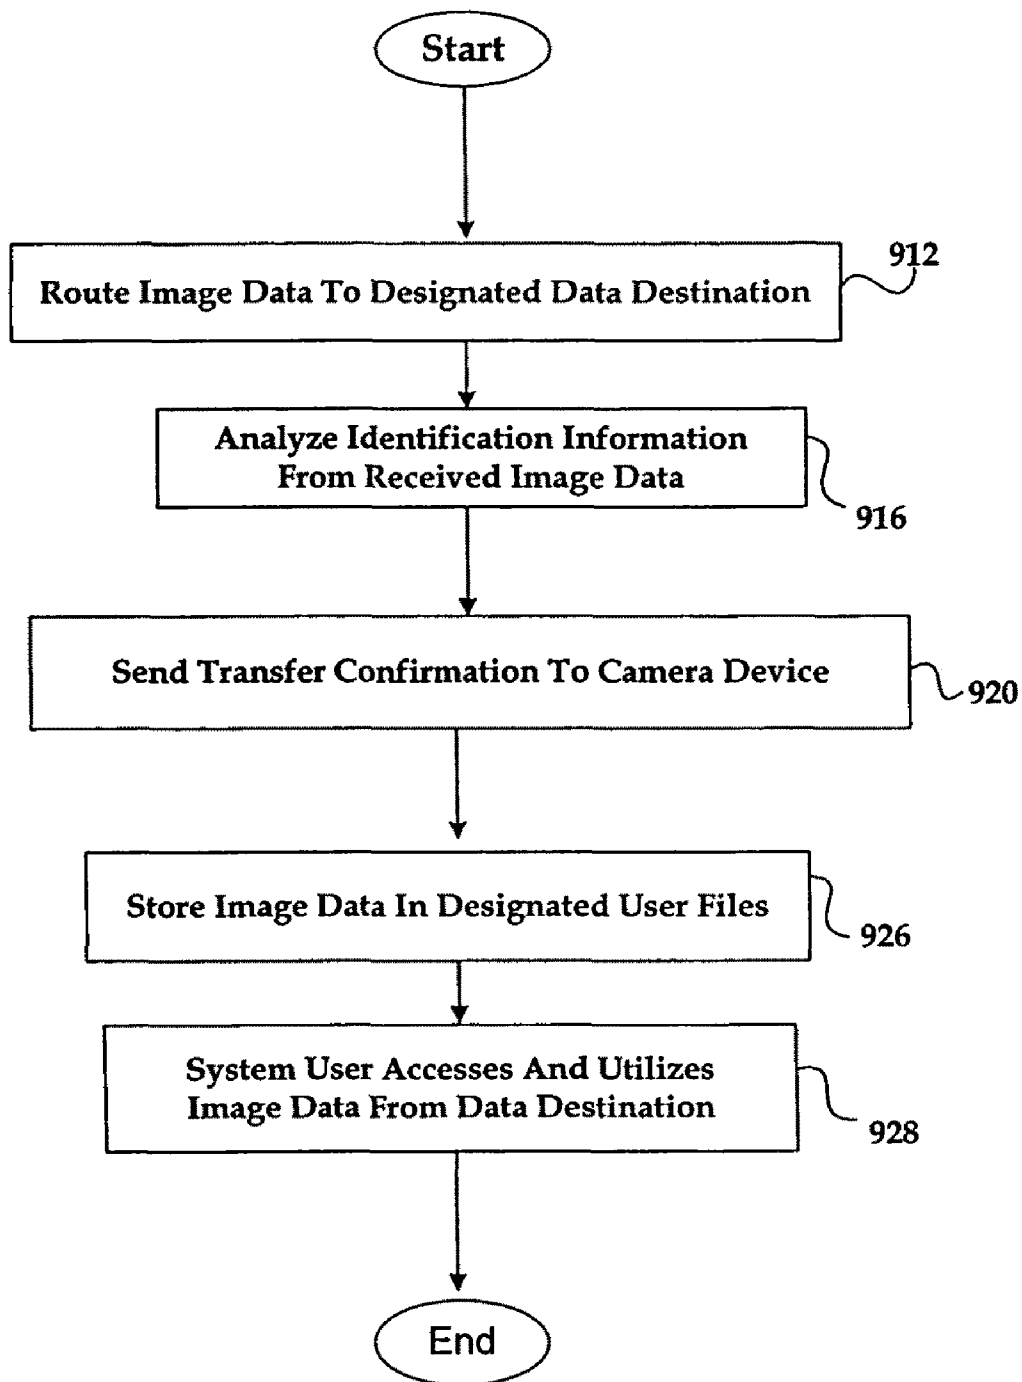 Start
912
Route Image Data To Designated Data Destination
Analyze Identification Information
From Received Image Data
916
Send Transfer Confirmation To Camera Device
920
Store Image Data In Designated User Files
926
System User Accesses And Utilizes
Image Data From Data Destination
928
End